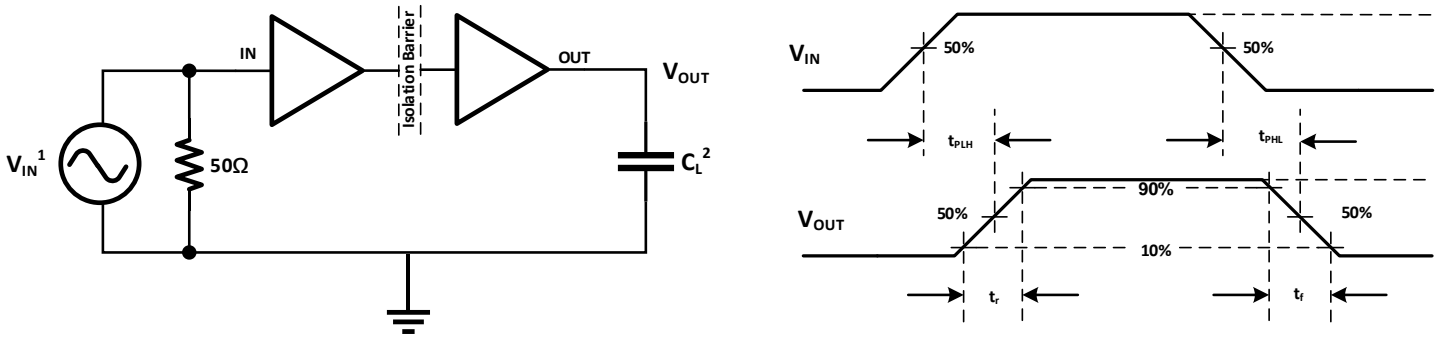 IN
Isolation Barrier
OUT
V_OUT
V_IN^1
50Ω
C_L^2
V_IN
50%
50%
t_PLH
t_PHL
90%
V_OUT
50%
50%
10%
t_r
t_f